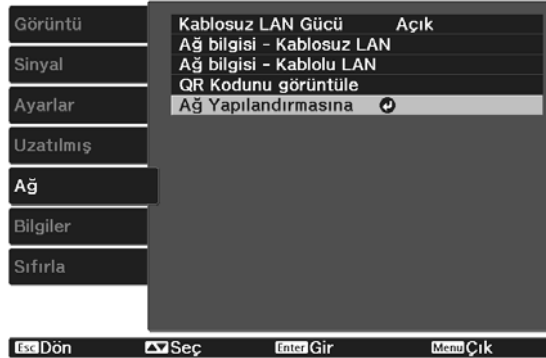 Görüntü
Sinyal
Ayarlar
Uzatılmış
Ağ
Bilgiler
Sıfırla
Kablosuz LAN Gücü Açık
Ağ bilgisi - Kablosuz LAN
Ağ bilgisi - Kablolu LAN
QR Kodunu görüntüle
Ağ Yapılandırmasına
Esc Dön Seç Enter Gir Menu Çık